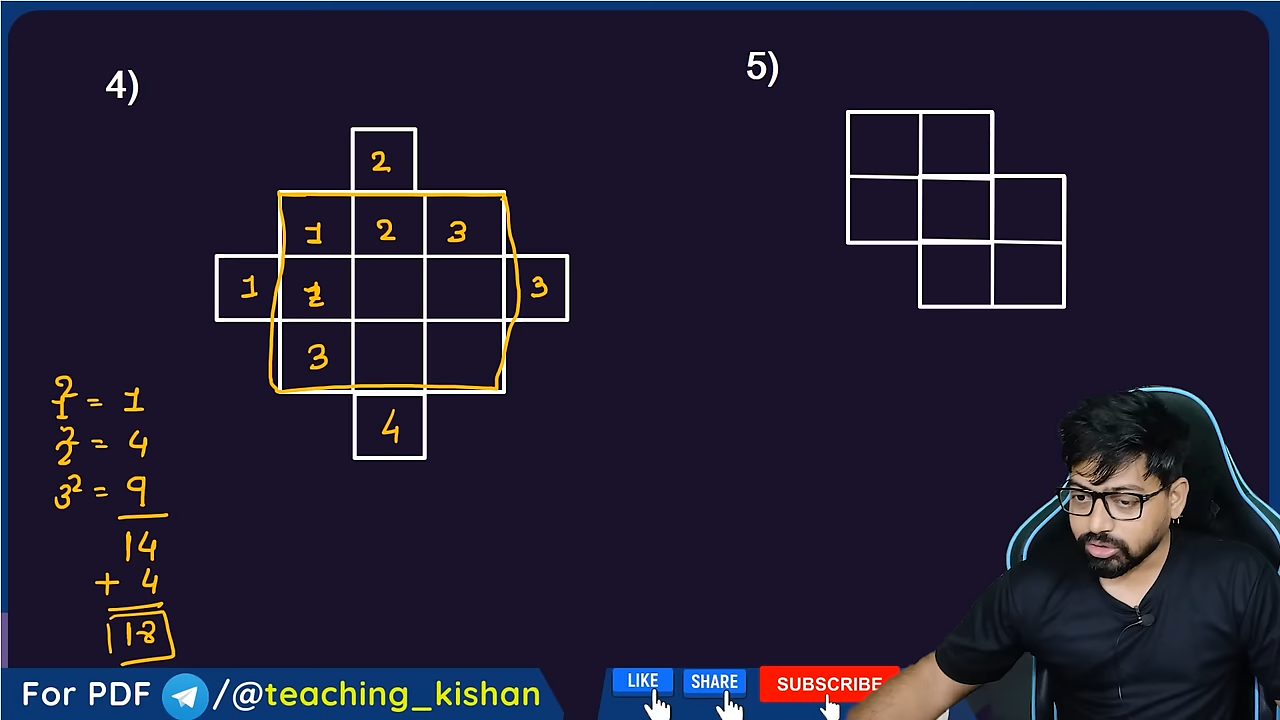 4)
5)
2
1 2 3
1 2 3
3
4
1² = 1
2² = 4
3² = 9
14
+ 4
18
For PDF /@teaching_kishan
LIKE SHARE SUBSCRIBE